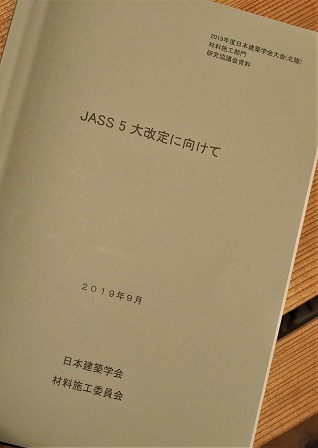 2019年度日本建築学会大会(北陸)
材料施工部門
研究協議会資料
JASS 5 大改定に向けて
2019年9月
日本建築学会
材料施工委員会